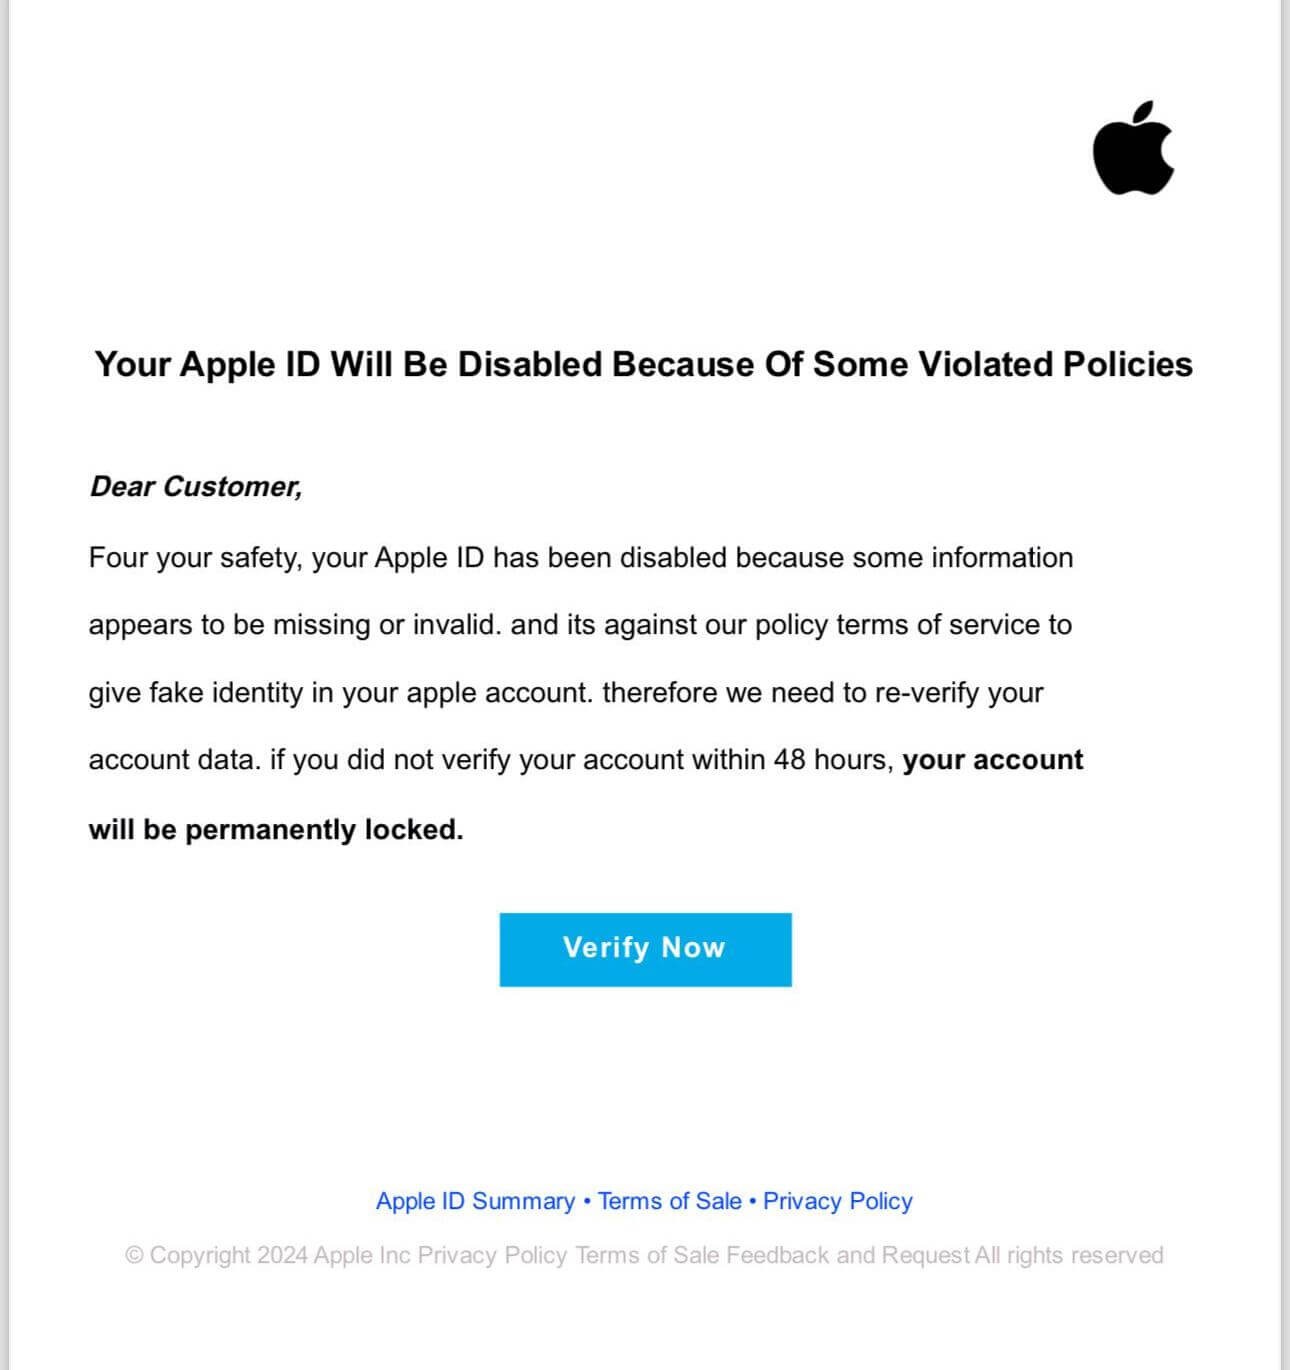 Your Apple ID Will Be Disabled Because Of Some Violated Policies
Dear Customer,
Four your safety, your Apple ID has been disabled because some information
appears to be missing or invalid. and its against our policy terms of service to
give fake identity in your apple account. therefore we need to re-verify your
account data. if you did not verify your account within 48 hours, your account
will be permanently locked.
Verify Now
Apple ID Summary • Terms of Sale • Privacy Policy
© Copyright 2024 Apple Inc Privacy Policy Terms of Sale Feedback and Request All rights reserved